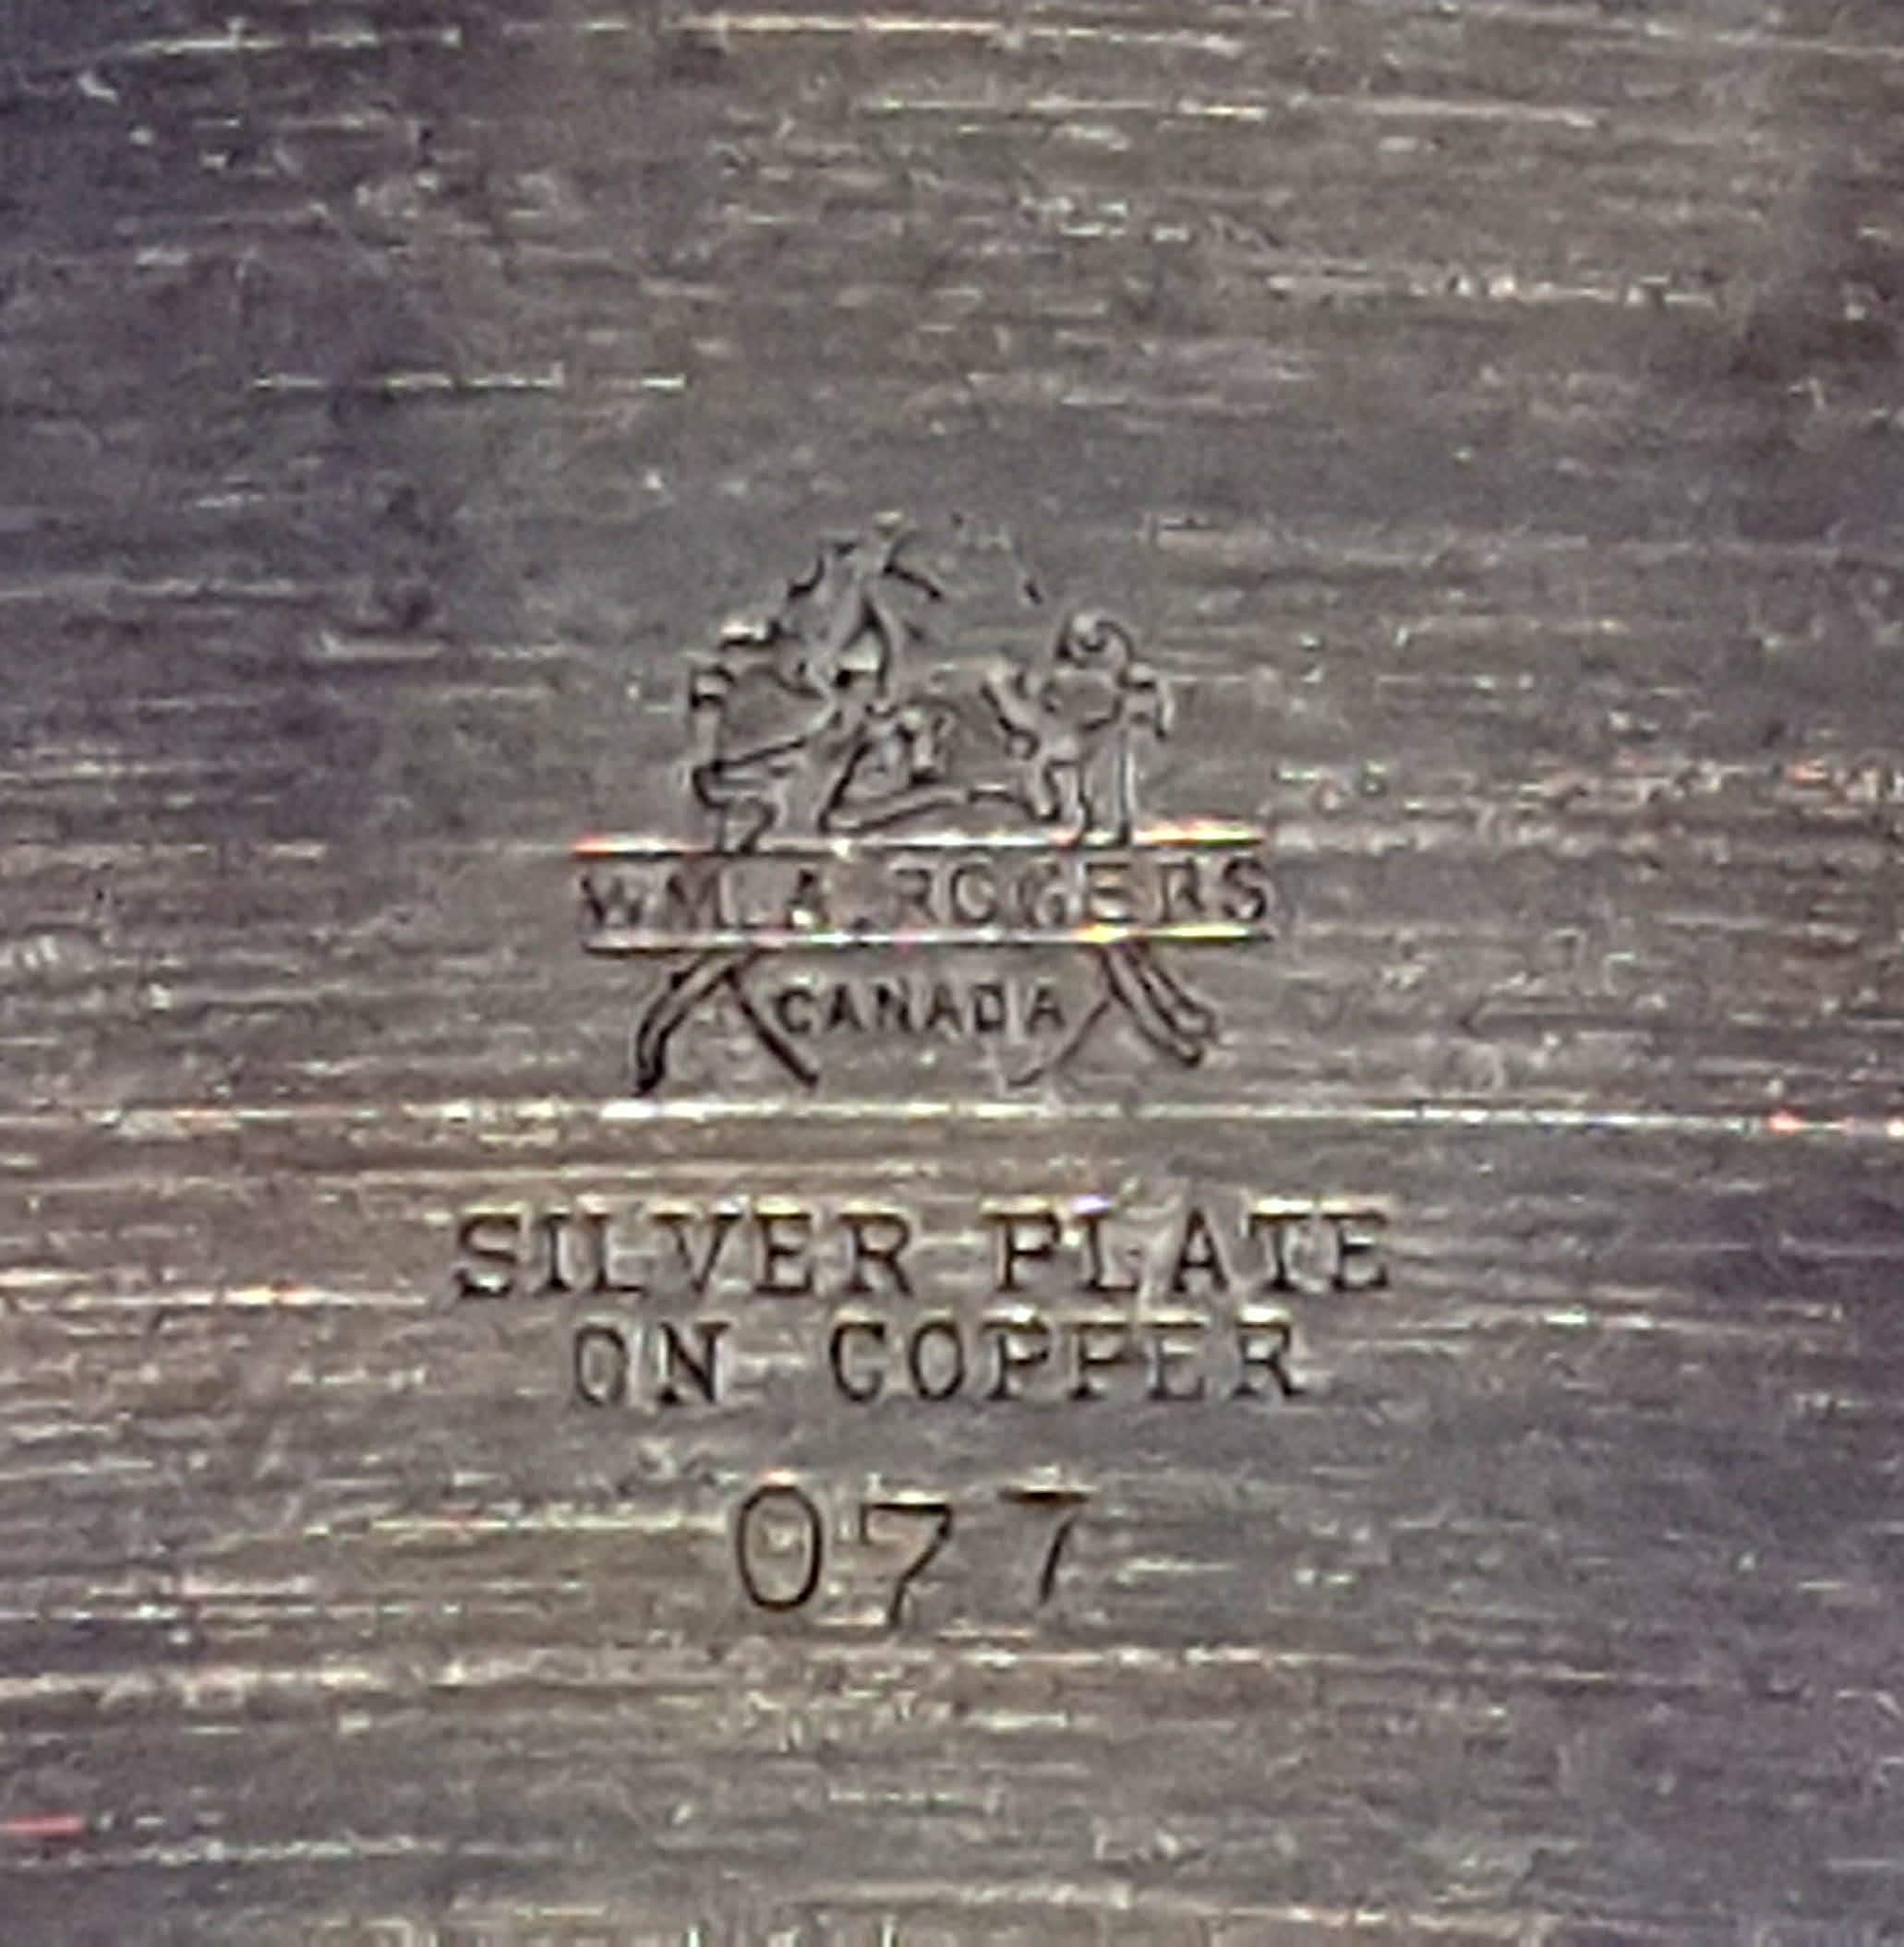 WM.A.ROGERS
CANADA
SILVER PLATE
ON COPPER
077